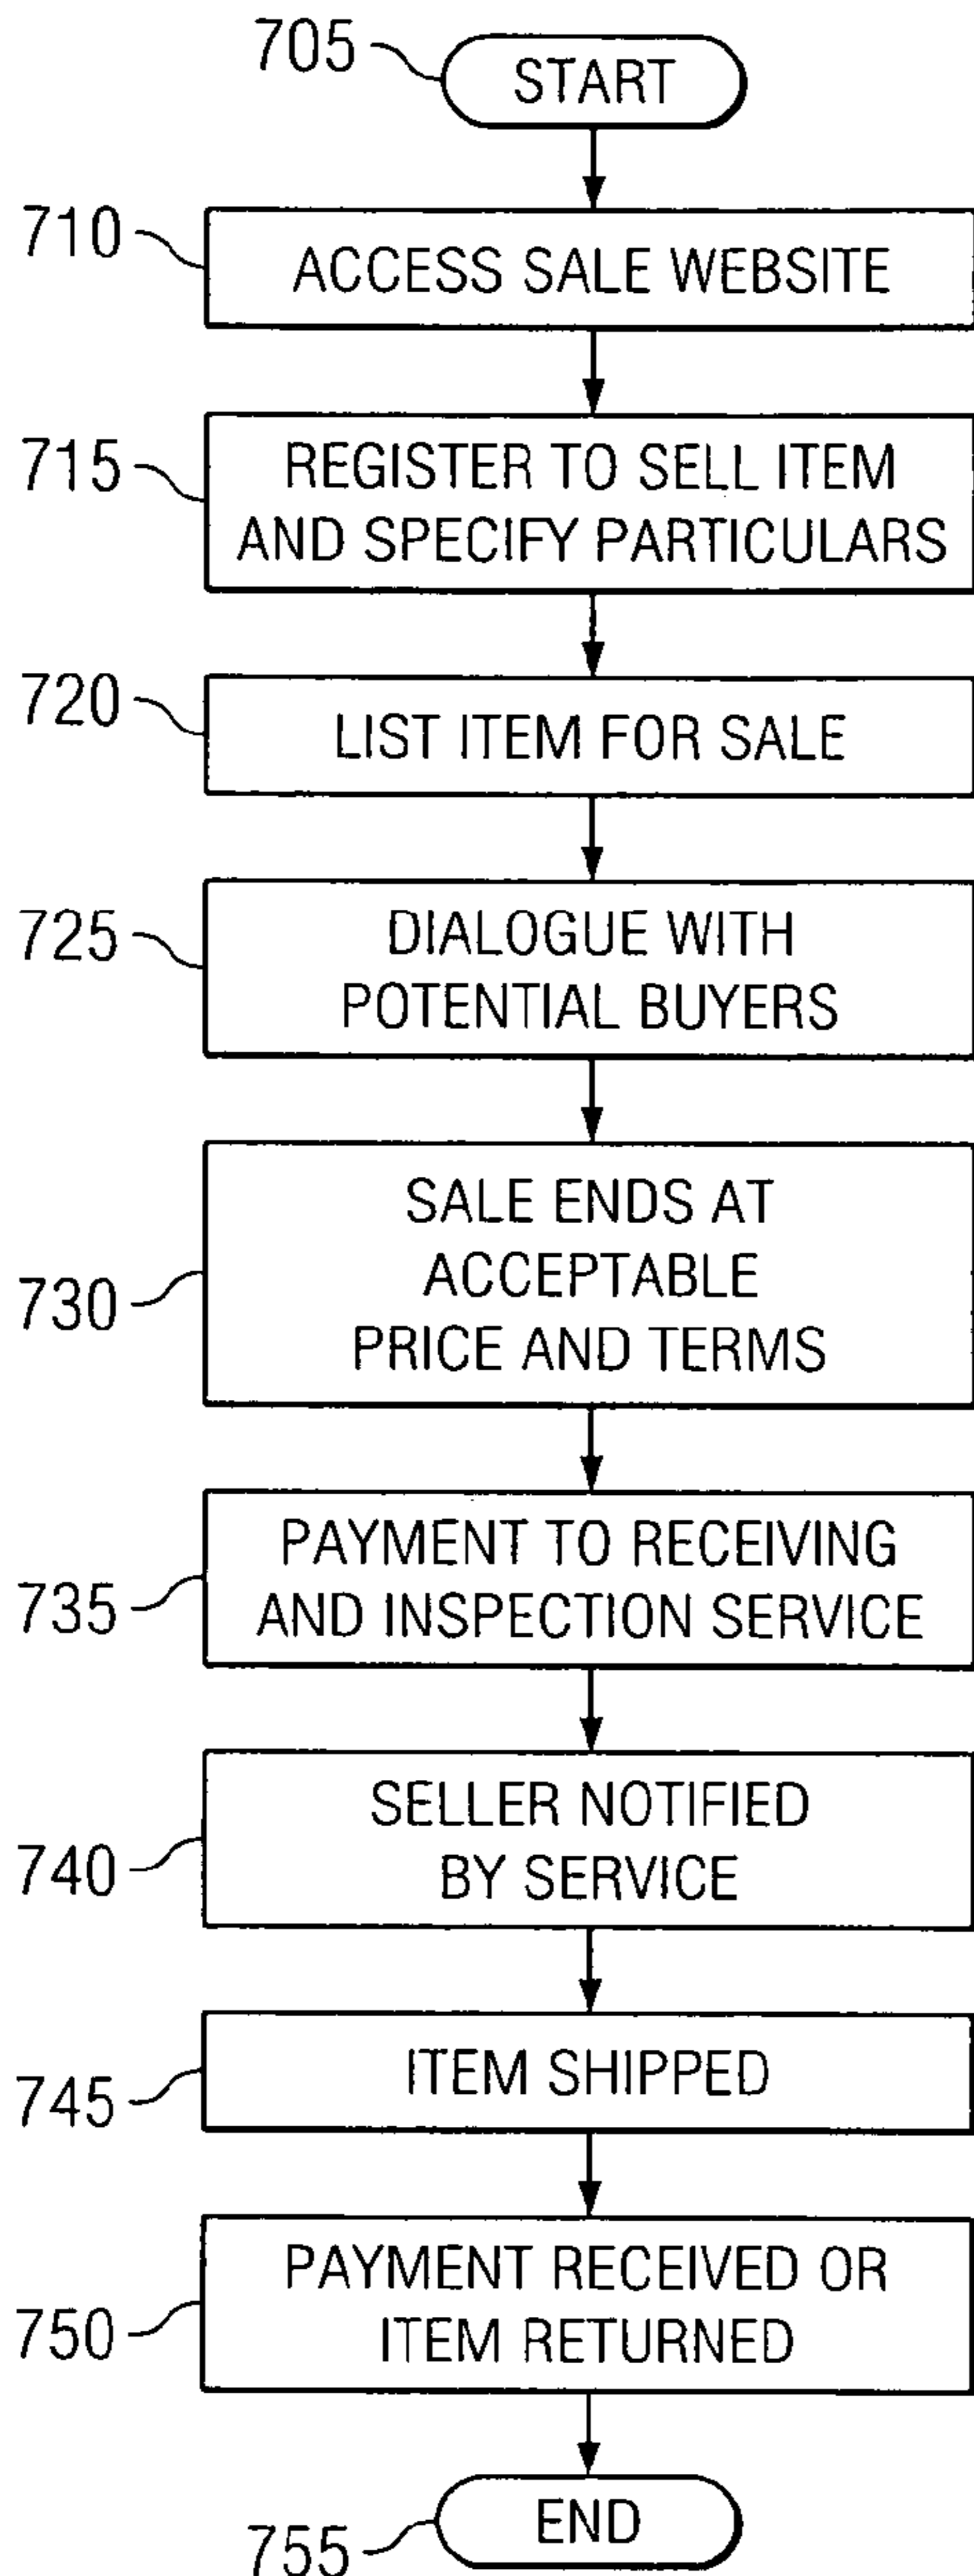 705
START
710
ACCESS SALE WEBSITE
715
REGISTER TO SELL ITEM
AND SPECIFY PARTICULARS
720
LIST ITEM FOR SALE
725
DIALOGUE WITH
POTENTIAL BUYERS
730
SALE ENDS AT
ACCEPTABLE
PRICE AND TERMS
735
PAYMENT TO RECEIVING
AND INSPECTION SERVICE
740
SELLER NOTIFIED
BY SERVICE
745
ITEM SHIPPED
750
PAYMENT RECEIVED OR
ITEM RETURNED
755
END